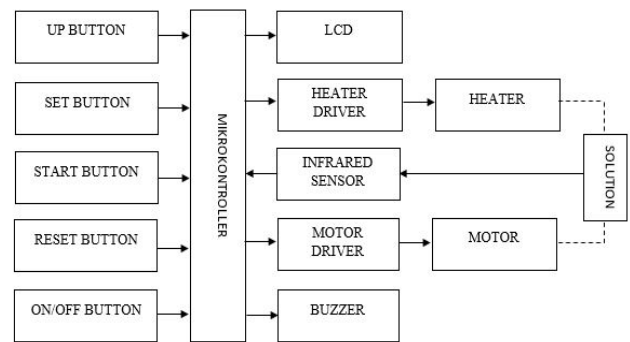 UP BUTTON
SET BUTTON
START BUTTON
RESET BUTTON
ON/OFF BUTTON
MIKROKONTROLLER
LCD
HEATER
DRIVER
HEATER
INFRARED
SENSOR
SOLUTION
MOTOR
DRIVER
MOTOR
BUZZER